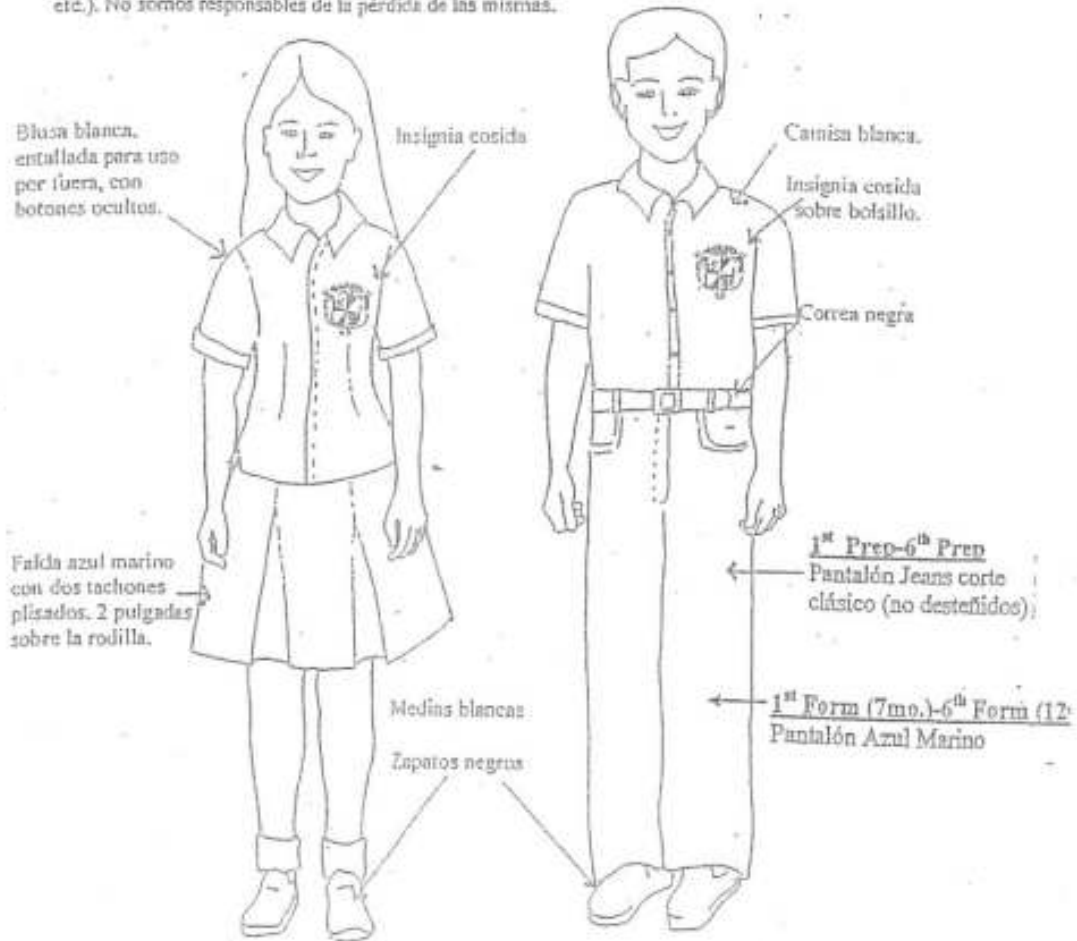 etc.). No somos responsables de la pérdida de las mismas.
Blusa blanca.
entallada para uso
por fuera, con
botones ocultos.
Insignia cosida
Camisa blanca.
Insignia cosida
sobre bolsillo.
Correa negra
Falda azul marino
con dos tachones
plisados. 2 pulgadas
sobre la rodilla.
1st Prep-6th Prep
Pantalón Jeans corte
clásico (no desteñidos)
Medias blancas
Zapatos negros
1st Form (7mo.)-6th Form (12
Pantalón Azul Marino